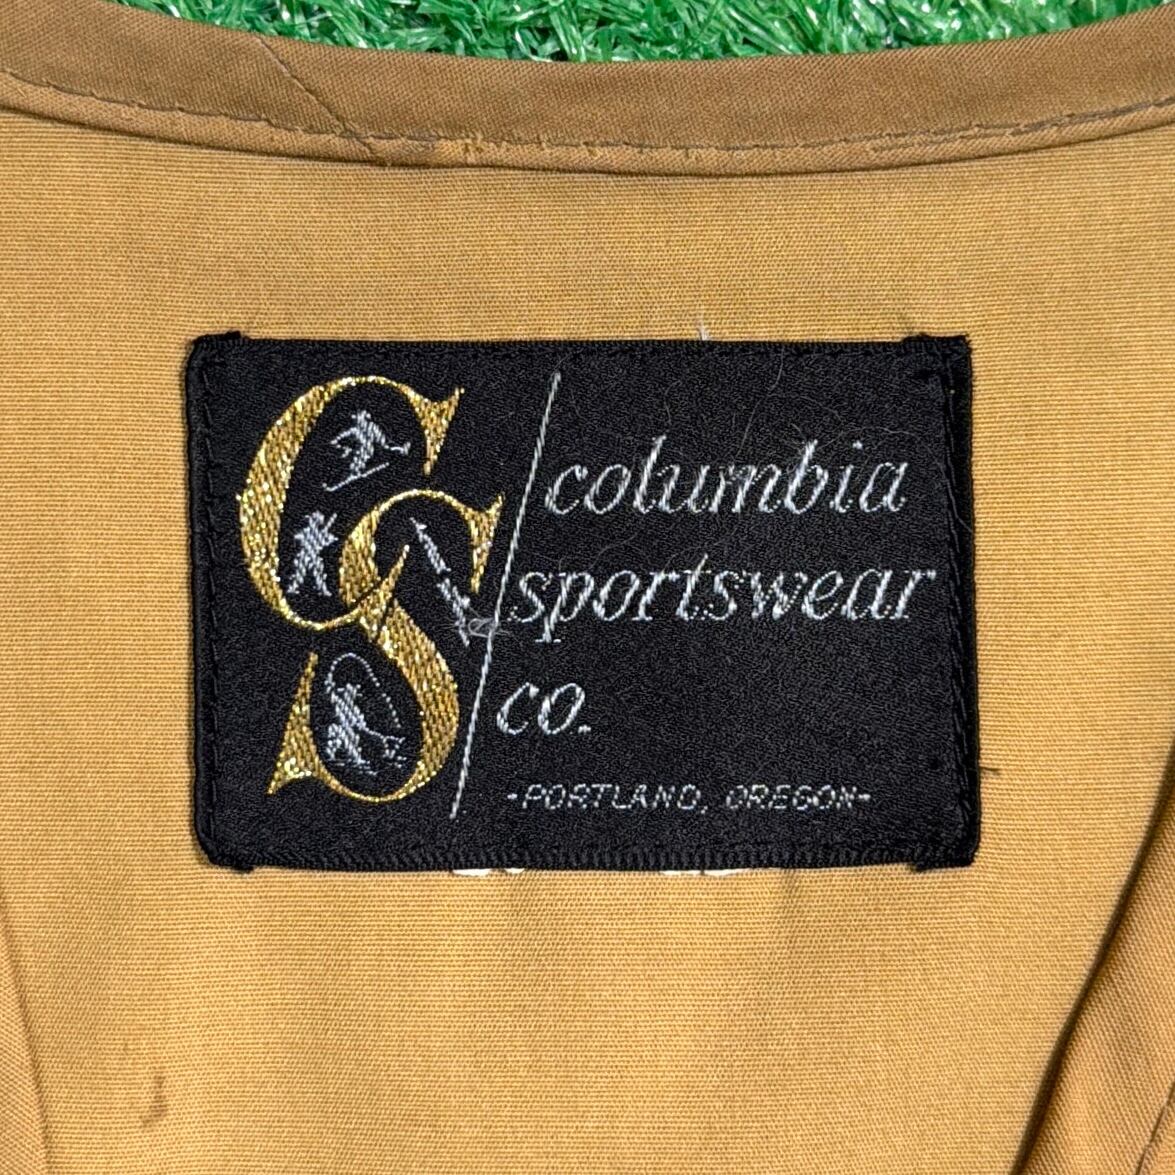 CS
columbia
sportswear
co.
-PORTLAND, OREGON-